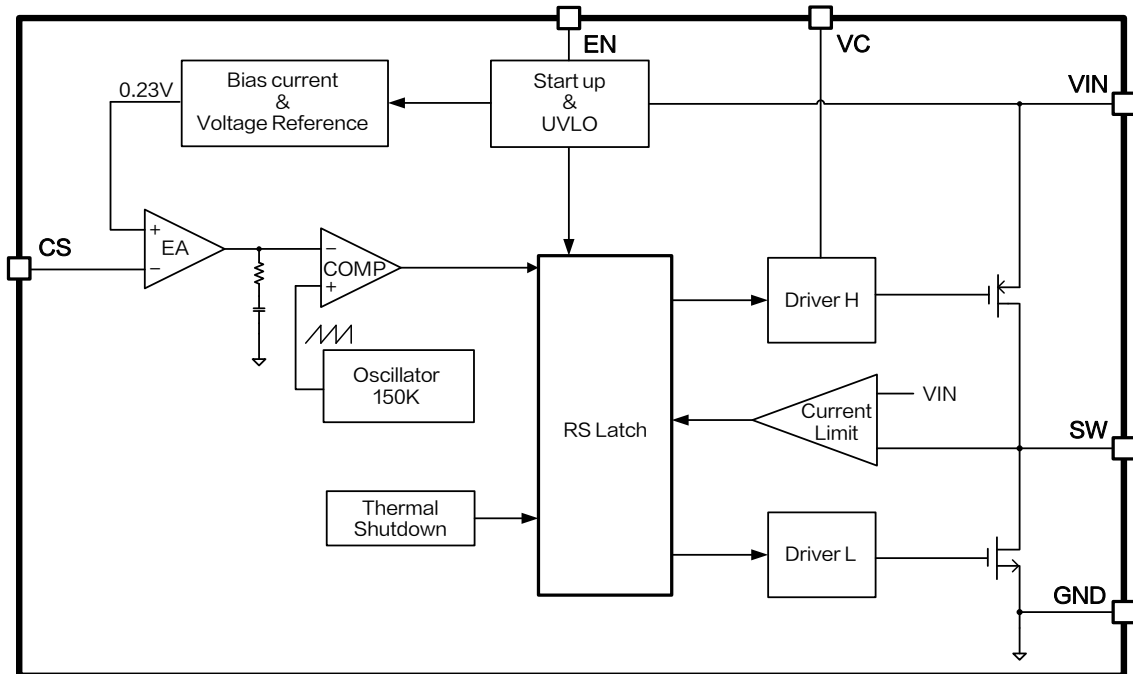 EN
VC
VIN
0.23V
Bias current
&
Voltage Reference
Start up
&
UVLO
CS
+
EA
−
−
COMP
+
Oscillator
150K
Thermal
Shutdown
RS Latch
Driver H
VIN
Current
Limit
SW
Driver L
GND